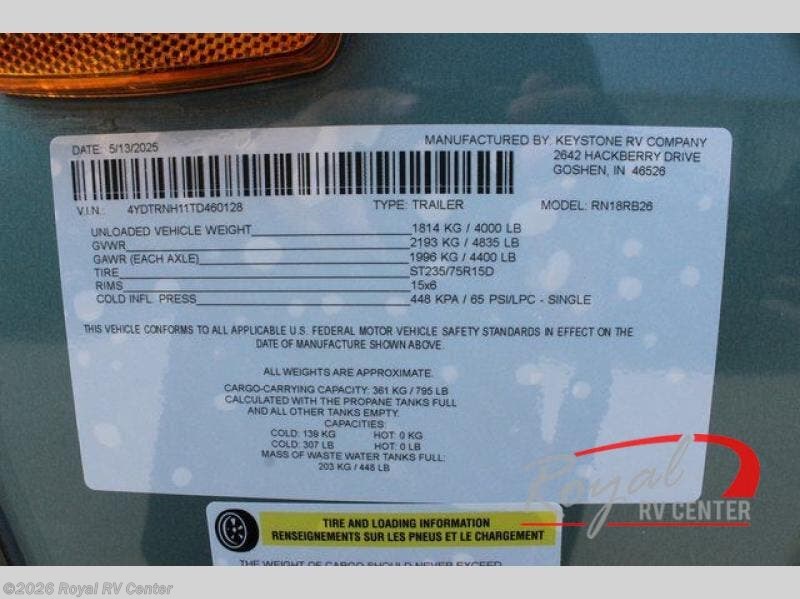 DATE: 5/13/2025
MANUFACTURED BY: KEYSTONE RV COMPANY
2642 HACKBERRY DRIVE
GOSHEN, IN 46526
V.I.N.: 4YDTRNH11TD460128 TYPE: TRAILER MODEL: RN18RB26
UNLOADED VEHICLE WEIGHT 1814 KG / 4000 LB
GVWR 2193 KG / 4835 LB
GAWR (EACH AXLE) 1996 KG / 4400 LB
TIRE ST235/75R15D
RIMS 15x6
COLD INFL. PRESS 448 KPA / 65 PSI/LPC - SINGLE
THIS VEHICLE CONFORMS TO ALL APPLICABLE U.S. FEDERAL MOTOR VEHICLE SAFETY STANDARDS IN EFFECT ON THE
DATE OF MANUFACTURE SHOWN ABOVE.
ALL WEIGHTS ARE APPROXIMATE.
CARGO-CARRYING CAPACITY: 361 KG / 795 LB
CALCULATED WITH THE PROPANE TANKS FULL
AND ALL OTHER TANKS EMPTY.
CAPACITIES:
COLD: 139 KG HOT: 0 KG
COLD: 307 LB HOT: 0 LB
MASS OF WASTE WATER TANKS FULL:
203 KG / 448 LB
Royal
RV CENTER
TIRE AND LOADING INFORMATION
RENSEIGNEMENTS SUR LES PNEUS ET LE CHARGEMENT
THE WEIGHT OF CARGO SHOULD NEVER EXCEED
©2026 Royal RV Center